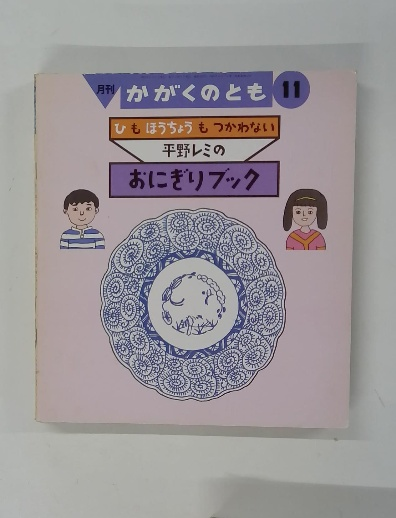 月刊 かがくのとも 11
ひ も ほうちょう も つかわない
平野レミの
おにぎりブック